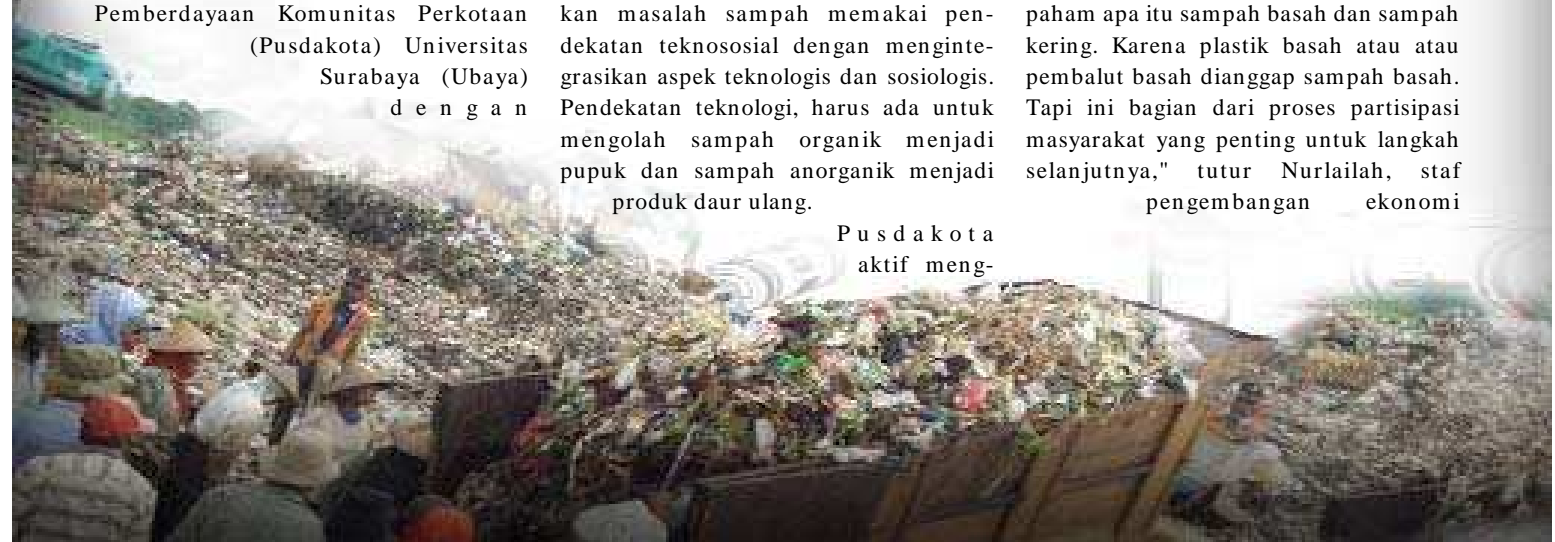 Pemberdayaan Komunitas Perkotaan
(Pusdakota) Universitas
Surabaya (Ubaya)
dengan
kan masalah sampah memakai pen-
dekatan teknososial dengan menginte-
grasikan aspek teknologis dan sosiologis.
Pendekatan teknologi, harus ada untuk
mengolah sampah organik menjadi
pupuk dan sampah anorganik menjadi
produk daur ulang.
Pusdakota
aktif meng-
paham apa itu sampah basah dan sampah
kering. Karena plastik basah atau atau
pembalut basah dianggap sampah basah.
Tapi ini bagian dari proses partisipasi
masyarakat yang penting untuk langkah
selanjutnya," tutur Nurlailah, staf
pengembangan ekonomi